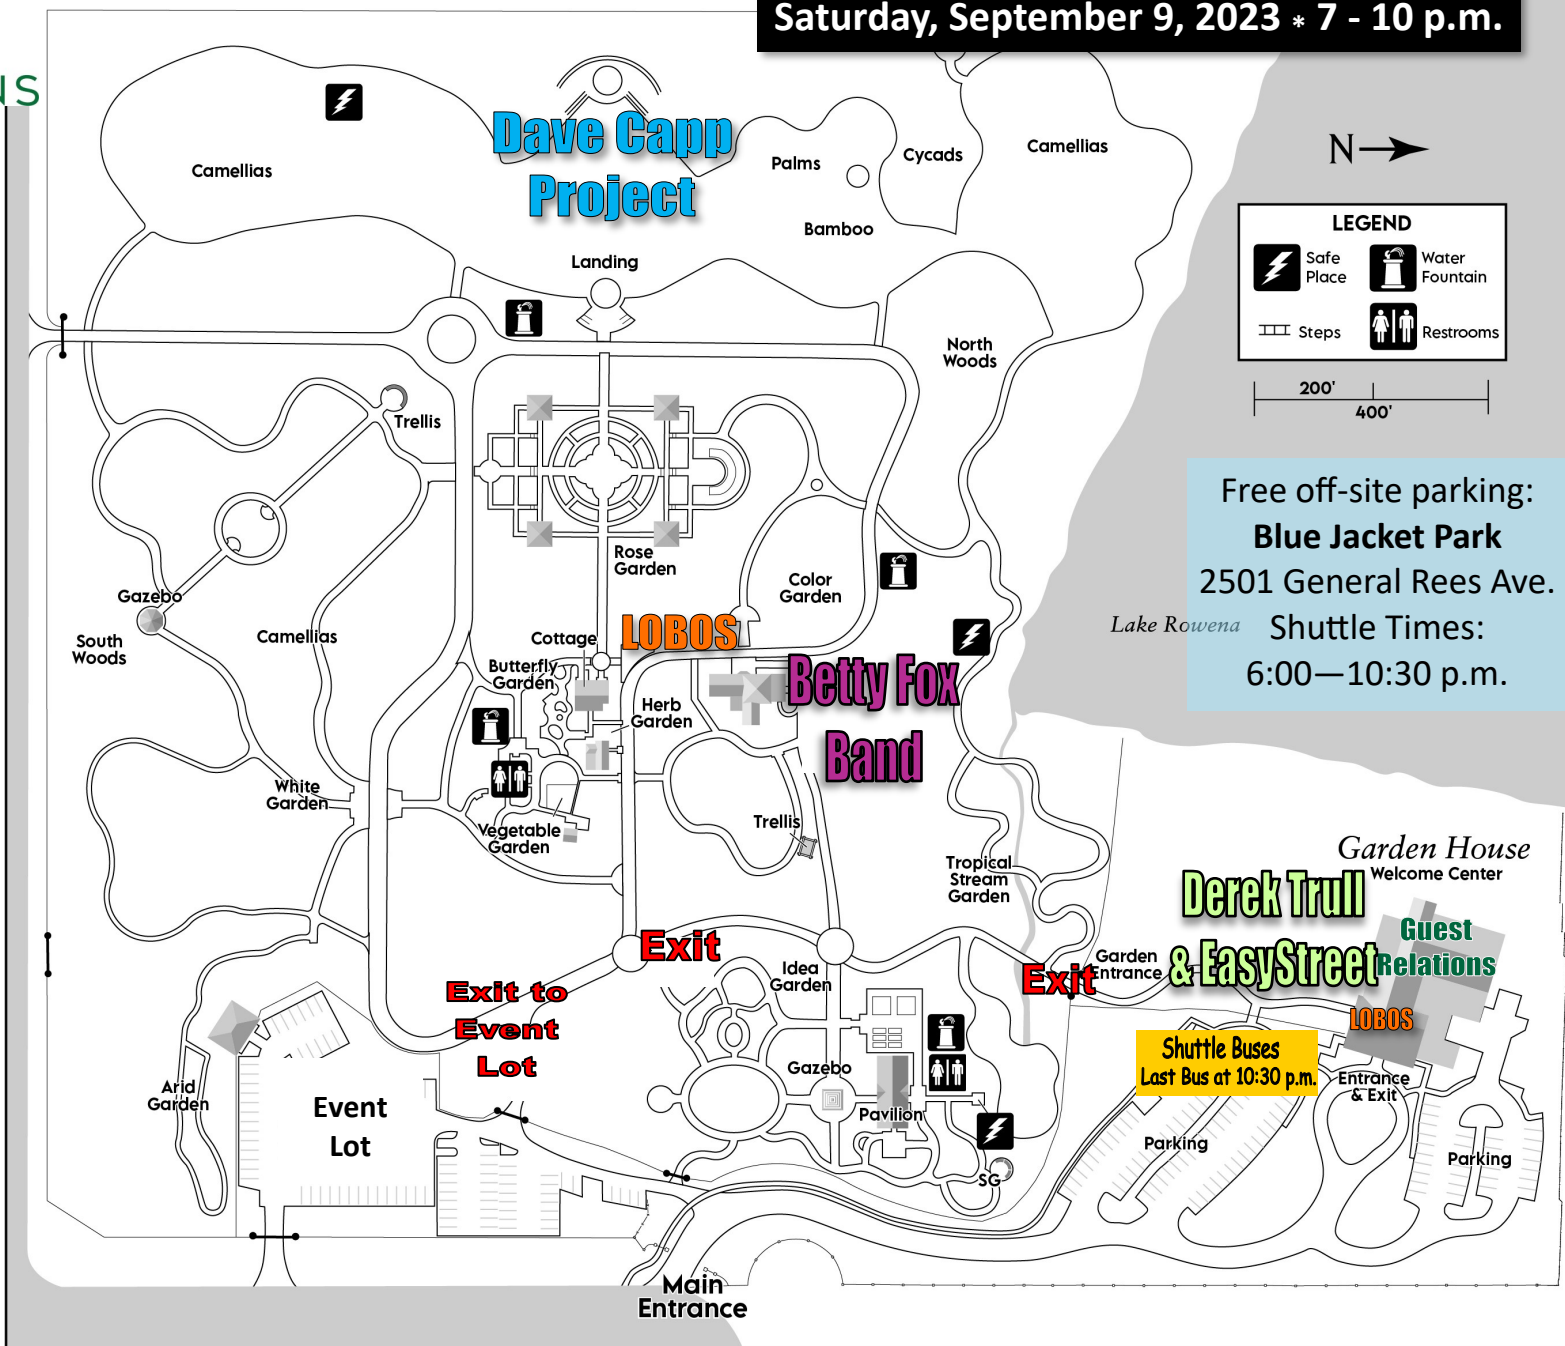 Saturday, September 9, 2023 * 7 - 10 p.m.
NS
Camellias
Dave Capp
Project
Palms
Cycads
Camellias
Bamboo
Landing
N
LEGEND
Safe
Place
Water
Fountain
Steps
Restrooms
200'
400'
North
Woods
Trellis
Free off-site parking:
Blue Jacket Park
2501 General Rees Ave.
Shuttle Times:
6:00—10:30 p.m.
Lake Rowena
Rose
Garden
Color
Garden
Gazebo
South
Woods
Camellias
Cottage
LOBOS
Butterfly
Garden
Herb
Garden
Betty Fox
Band
White
Garden
Vegetable
Garden
Trellis
Tropical
Stream
Garden
Garden House
Welcome Center
Derek Trull
& EasyStreet
Guest
Relations
LOBOS
Exit
Exit
Garden
Entrance
Idea
Garden
Exit to
Event
Lot
Shuttle Buses
Last Bus at 10:30 p.m.
Entrance
& Exit
Gazebo
Pavilion
Arid
Garden
Event
Lot
Parking
Parking
SG
Main
Entrance